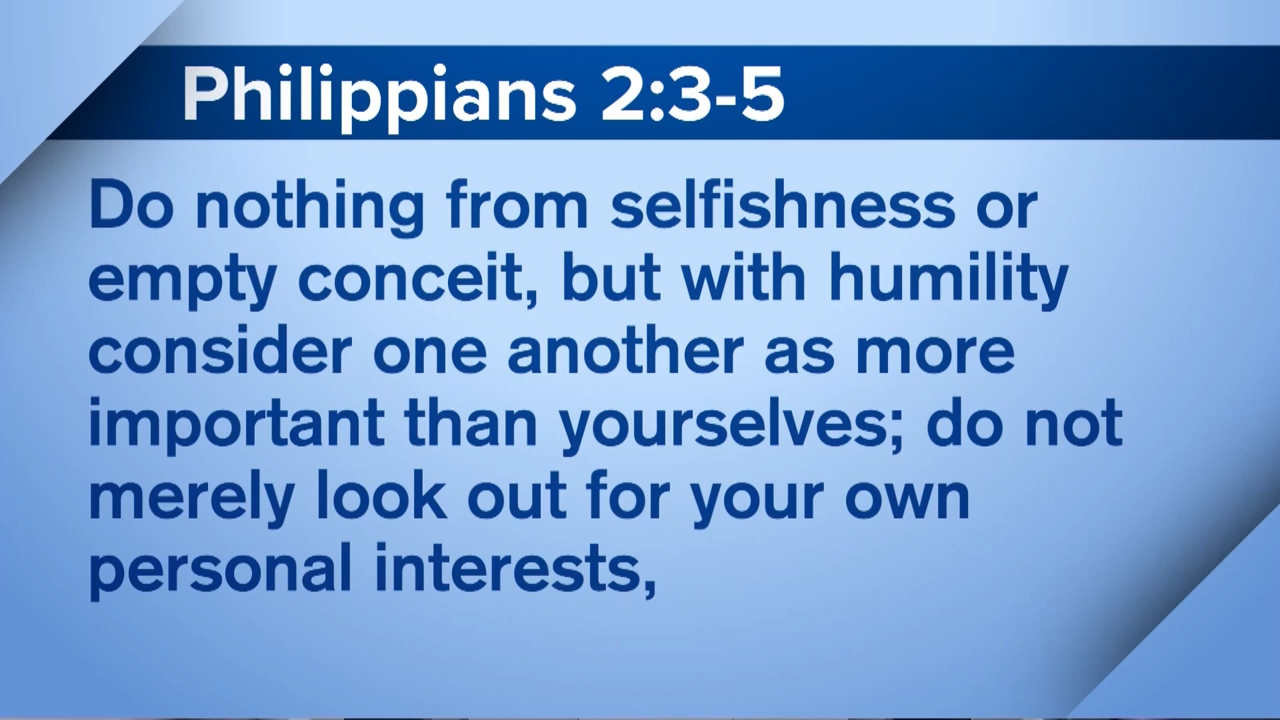 Philippians 2:3-5
Do nothing from selfishness or
empty conceit, but with humility
consider one another as more
important than yourselves; do not
merely look out for your own
personal interests,